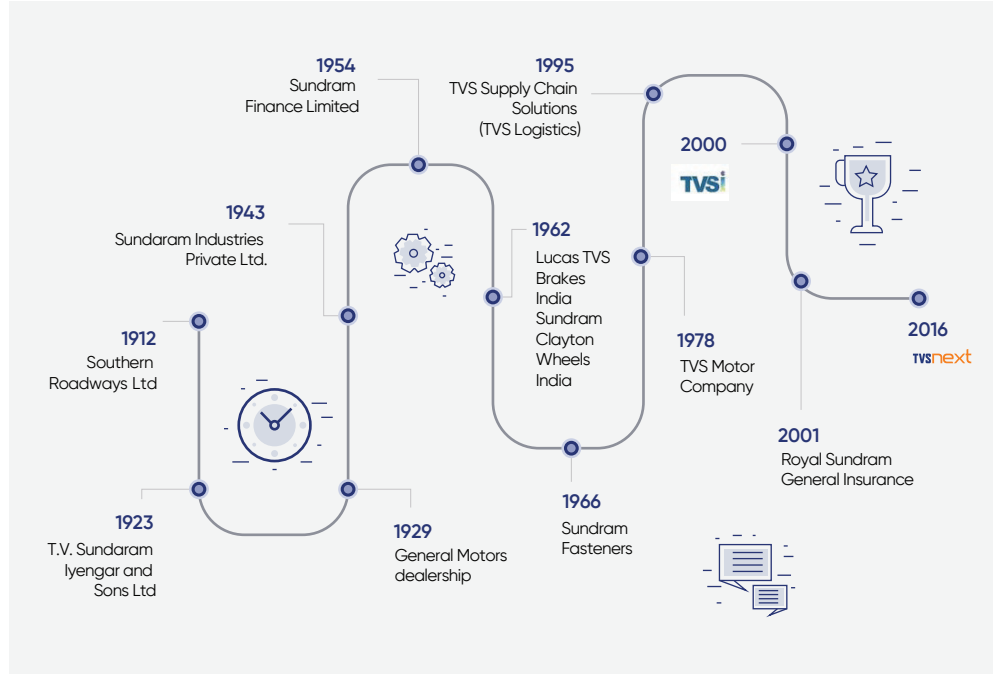 1912
Southern
Roadways Ltd
1923
T.V. Sundaram
Iyengar and
Sons Ltd
1929
General Motors
dealership
1943
Sundaram Industries
Private Ltd.
1954
Sundram
Finance Limited
1962
Lucas TVS
Brakes
India
Sundram
Clayton
Wheels
India
1966
Sundram
Fasteners
1978
TVS Motor
Company
1995
TVS Supply Chain
Solutions
(TVS Logistics)
2000
TVSi
2001
Royal Sundram
General Insurance
2016
TVSnext